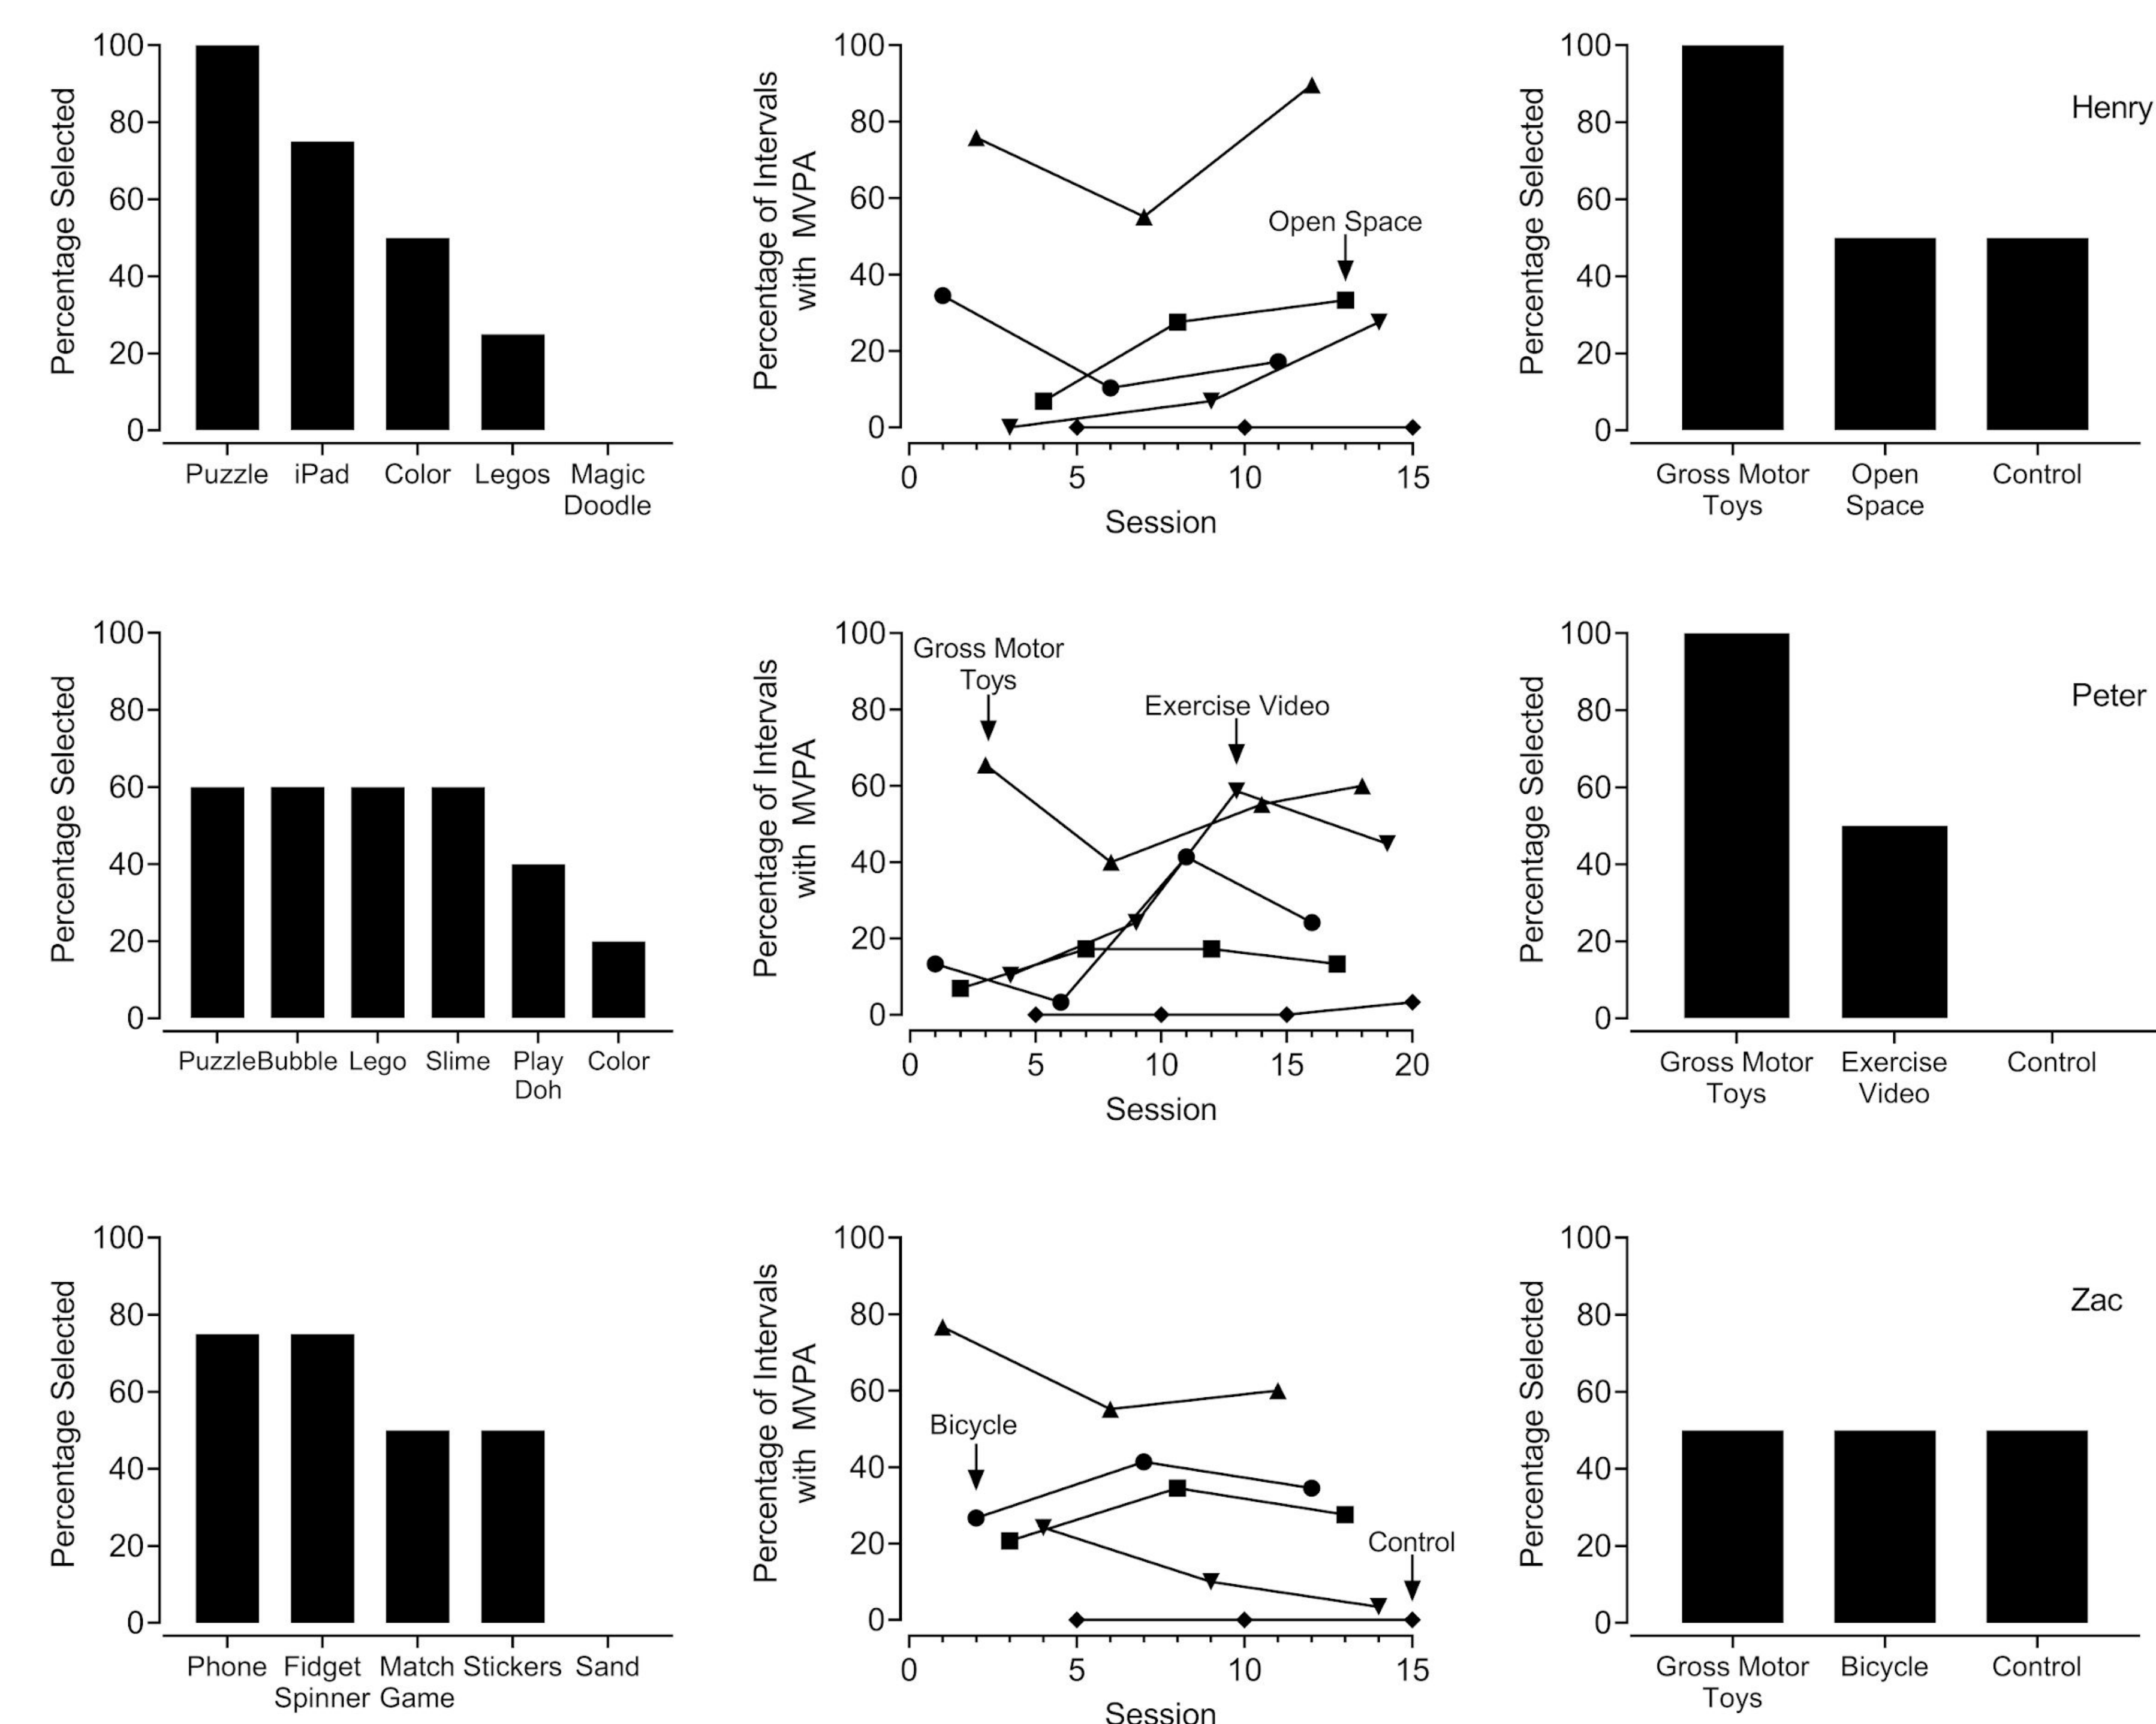 Percentage Selected
100
80
60
40
20
0
Puzzle iPad Color Legos Magic
Doodle
Percentage of Intervals
with MVPA
100
80
60
40
20
0
Open Space
0 5 10 15
Session
Percentage Selected
100
80
60
40
20
0
Henry
Gross Motor Open Control
Toys Space
Percentage Selected
100
80
60
40
20
0
Puzzle Bubble Lego Slime Play Color
Doh
Percentage of Intervals
with MVPA
100
80
60
40
20
0
Gross Motor
Toys
Exercise Video
0 5 10 15 20
Session
Percentage Selected
100
80
60
40
20
0
Peter
Gross Motor Exercise Control
Toys Video
Percentage Selected
100
80
60
40
20
0
Phone Fidget Match Stickers Sand
Spinner Game
Percentage of Intervals
with MVPA
100
80
60
40
20
0
Bicycle
Control
0 5 10 15
Session
Percentage Selected
100
80
60
40
20
0
Zac
Gross Motor Bicycle Control
Toys